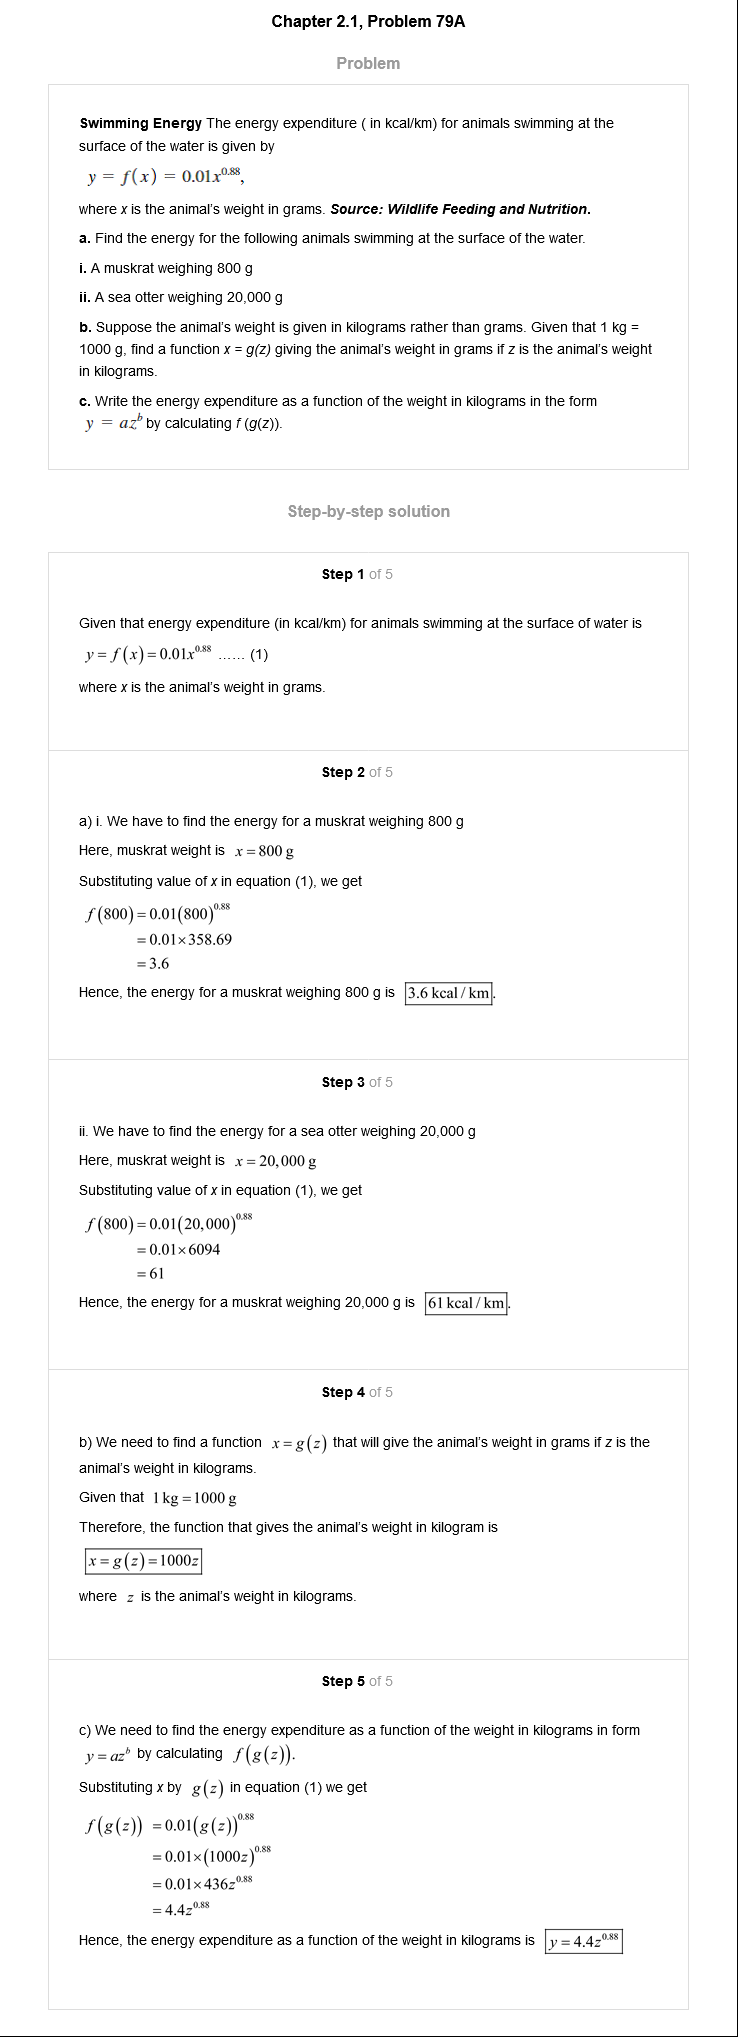 Chapter 2.1, Problem 79A
Problem
Swimming Energy The energy expenditure ( in kcal/km) for animals swimming at the
surface of the water is given by
y = f(x) = 0.01x^0.88,
where x is the animal's weight in grams. Source: Wildlife Feeding and Nutrition.
a. Find the energy for the following animals swimming at the surface of the water.
i. A muskrat weighing 800 g
ii. A sea otter weighing 20,000 g
b. Suppose the animal's weight is given in kilograms rather than grams. Given that 1 kg =
1000 g, find a function x = g(z) giving the animal's weight in grams if z is the animal's weight
in kilograms.
c. Write the energy expenditure as a function of the weight in kilograms in the form
y = az^b by calculating f (g(z)).
Step-by-step solution
Step 1 of 5
Given that energy expenditure (in kcal/km) for animals swimming at the surface of water is
y = f(x) = 0.01x^0.88 ...... (1)
where x is the animal's weight in grams.
Step 2 of 5
a) i. We have to find the energy for a muskrat weighing 800 g
Here, muskrat weight is x = 800 g
Substituting value of x in equation (1), we get
f(800) = 0.01(800)^0.88
= 0.01×358.69
= 3.6
Hence, the energy for a muskrat weighing 800 g is 3.6 kcal / km.
Step 3 of 5
ii. We have to find the energy for a sea otter weighing 20,000 g
Here, muskrat weight is x = 20,000 g
Substituting value of x in equation (1), we get
f(800) = 0.01(20,000)^0.88
= 0.01×6094
= 61
Hence, the energy for a muskrat weighing 20,000 g is 61 kcal / km.
Step 4 of 5
b) We need to find a function x = g(z) that will give the animal's weight in grams if z is the
animal's weight in kilograms.
Given that 1 kg = 1000 g
Therefore, the function that gives the animal's weight in kilogram is
x = g(z) = 1000z
where z is the animal's weight in kilograms.
Step 5 of 5
c) We need to find the energy expenditure as a function of the weight in kilograms in form
y = az^b by calculating f(g(z)).
Substituting x by g(z) in equation (1) we get
f(g(z)) = 0.01(g(z))^0.88
= 0.01×(1000z)^0.88
= 0.01×436z^0.88
= 4.4z^0.88
Hence, the energy expenditure as a function of the weight in kilograms is y = 4.4z^0.88